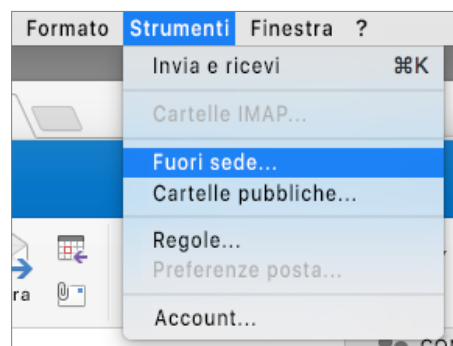 Formato Strumenti Finestra ?
Invia e ricevi ⌘K
Cartelle IMAP...
Fuori sede...
Cartelle pubbliche...
Regole...
Preferenze posta...
Account...
ra